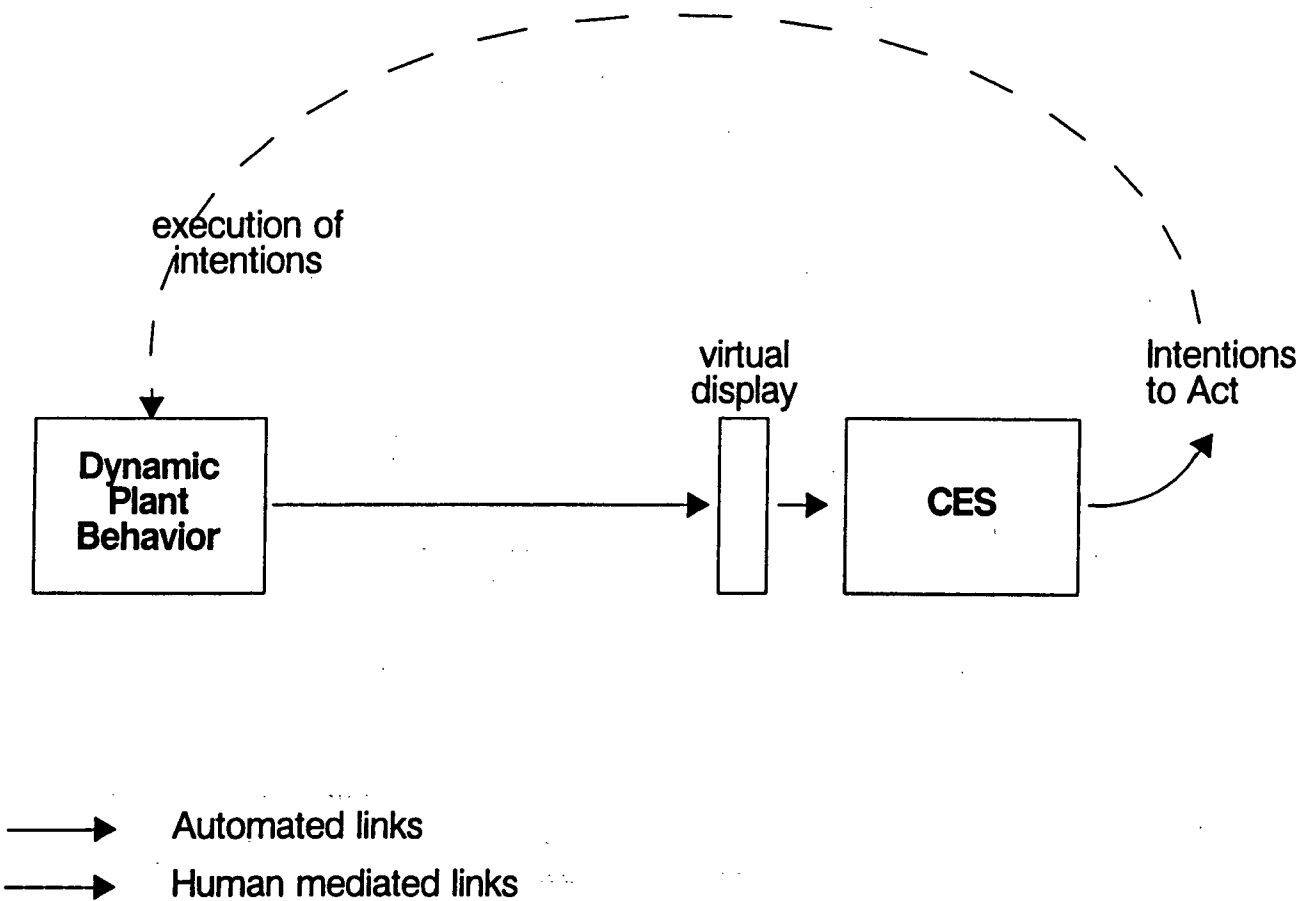 execution of
intentions
virtual
display
Intentions
to Act
Dynamic
Plant
Behavior
CES
Automated links
Human mediated links